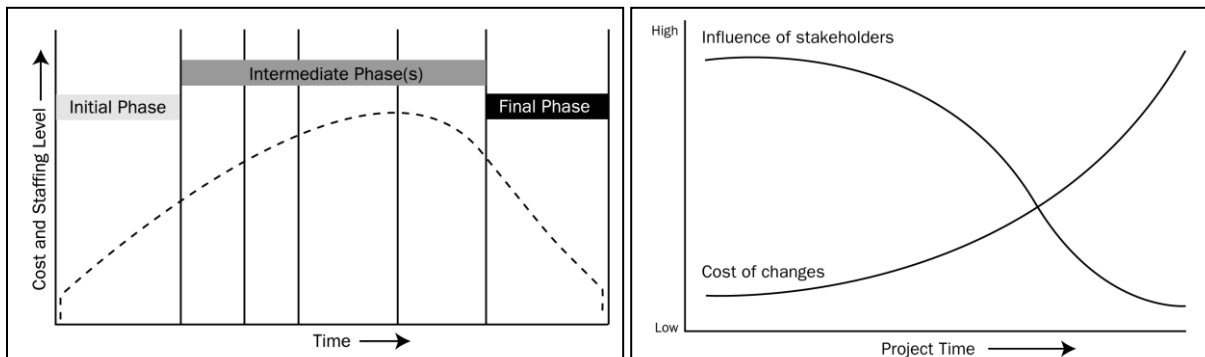 Intermediate Phase(s)
Initial Phase
Final Phase
Cost and Staffing Level
Time
High
Influence of stakeholders
Cost of changes
Low
Project Time